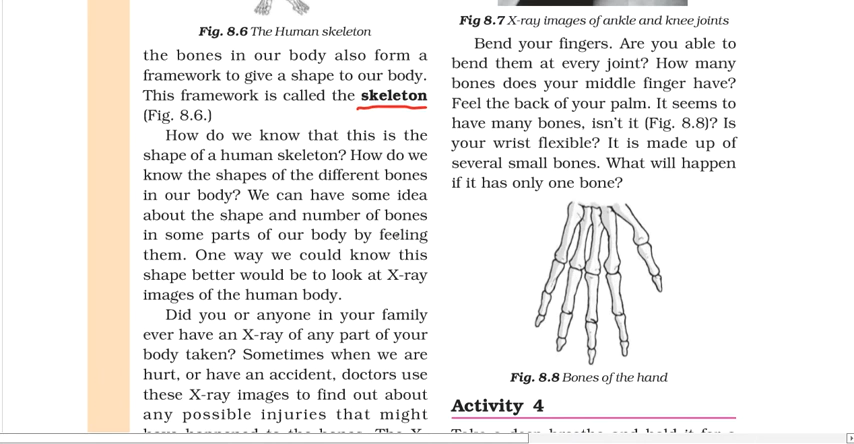 Fig. 8.6 The Human skeleton
the bones in our body also form a
framework to give a shape to our body.
This framework is called the skeleton
(Fig. 8.6.)
How do we know that this is the
shape of a human skeleton? How do we
know the shapes of the different bones
in our body? We can have some idea
about the shape and number of bones
in some parts of our body by feeling
them. One way we could know this
shape better would be to look at X-ray
images of the human body.
Did you or anyone in your family
ever have an X-ray of any part of your
body taken? Sometimes when we are
hurt, or have an accident, doctors use
these X-ray images to find out about
any possible injuries that might
Fig 8.7 X-ray images of ankle and knee joints
Bend your fingers. Are you able to
bend them at every joint? How many
bones does your middle finger have?
Feel the back of your palm. It seems to
have many bones, isn't it (Fig. 8.8)? Is
your wrist flexible? It is made up of
several small bones. What will happen
if it has only one bone?
Fig. 8.8 Bones of the hand
Activity 4